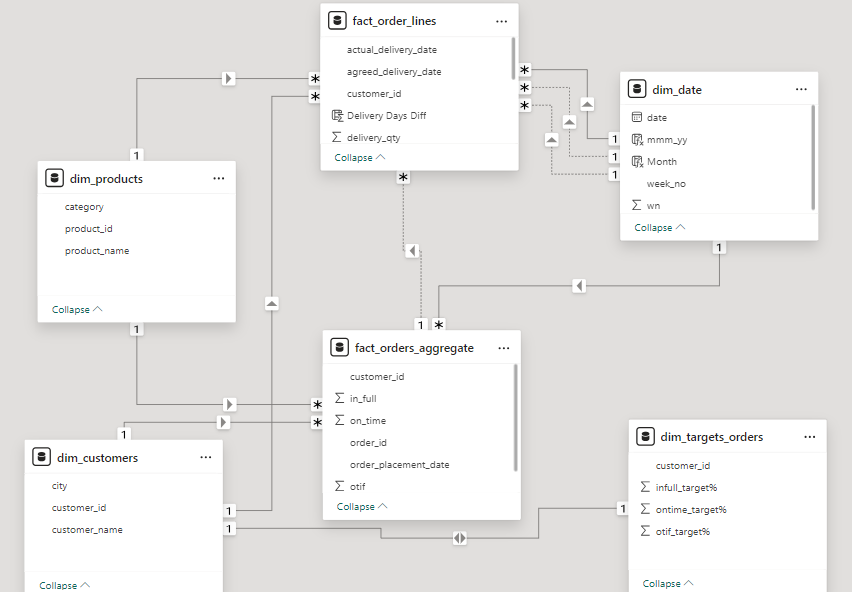 fact_order_lines
...
actual_delivery_date
agreed_delivery_date
customer_id
Delivery Days Diff
Σ delivery_qty
Collapse
*
*
*
*
*
*
dim_date
...
date
mmm_yy
Month
week_no
Σ wn
Collapse
1
1
1
1
dim_products
...
category
product_id
product_name
Collapse
1
1
fact_orders_aggregate
...
customer_id
Σ in_full
Σ on_time
order_id
order_placement_date
Σ otif
Collapse
1
*
*
*
dim_customers
...
city
customer_id
customer_name
Collapse
1
1
1
dim_targets_orders
...
customer_id
Σ infull_target%
Σ ontime_target%
Σ otif_target%
Collapse
1